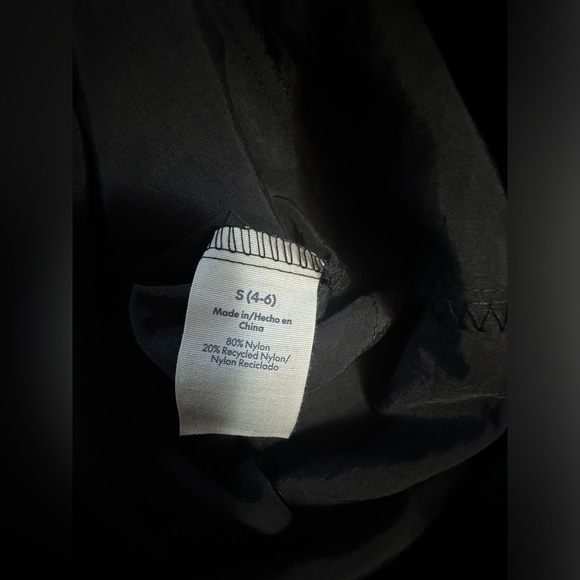 S (4-6)
Made in/Hecho en
China
80% Nylon
20% Recycled Nylon/
Nylon Reciclado